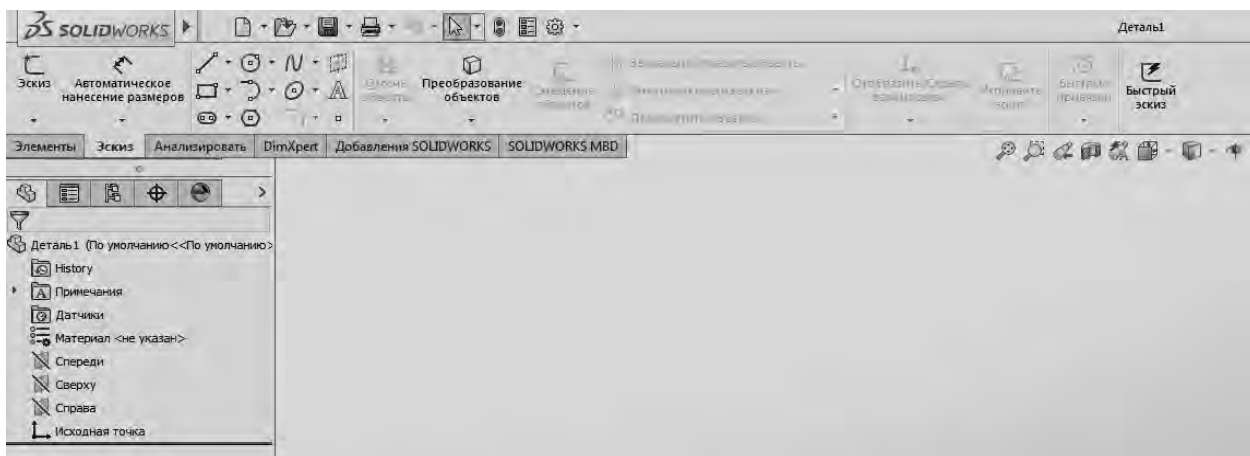 SOLIDWORKS
Деталь1
Эскиз
Автоматическое
нанесение размеров
Преобразование
объектов
Быстрый
эскиз
Элементы
Эскиз
Анализировать
DimXpert
Добавления SOLIDWORKS
SOLIDWORKS MBD
Деталь1 (По умолчанию<<По умолчанию>
History
Примечания
Датчики
Материал <не указан>
Спереди
Сверху
Справа
Исходная точка